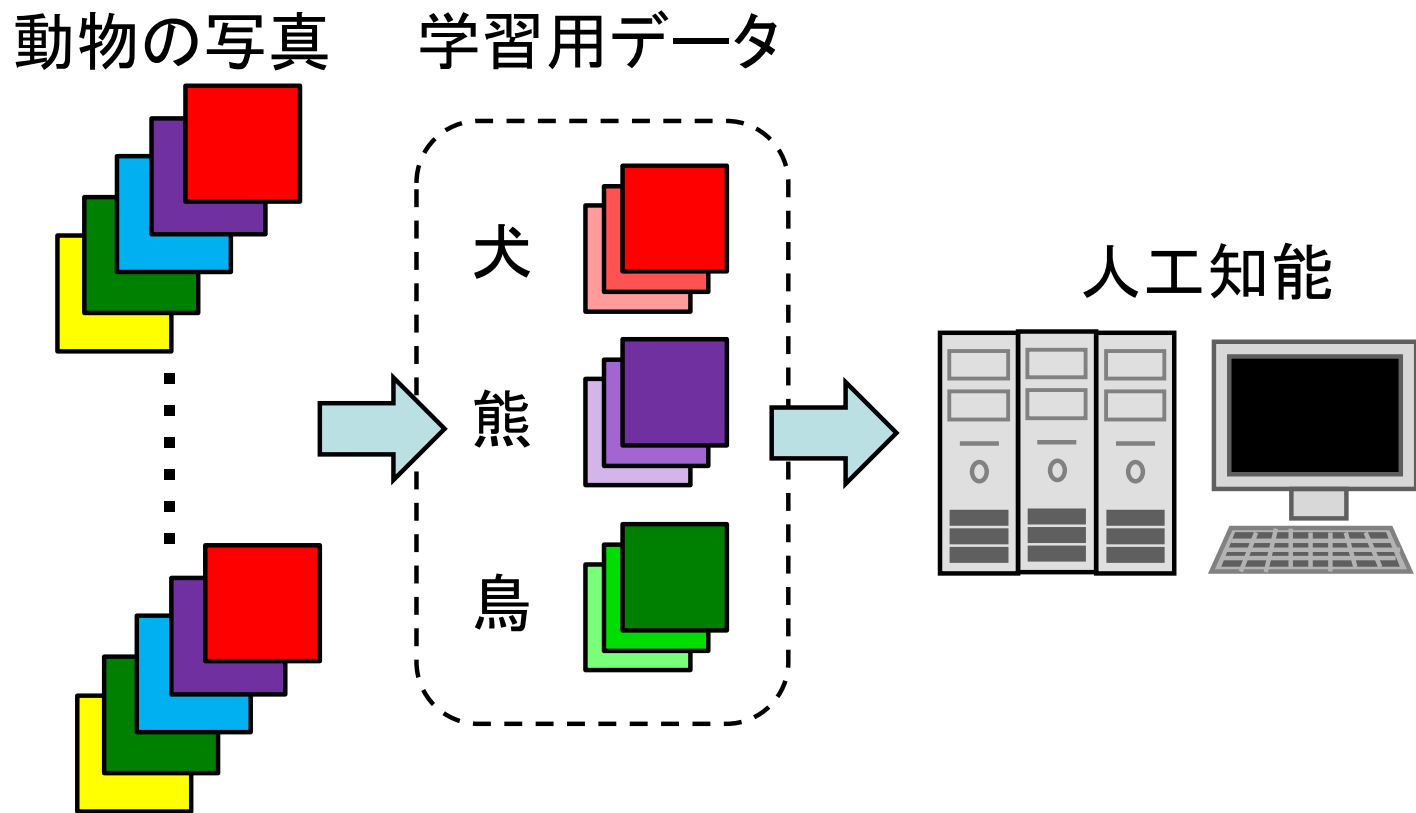 動物の写真
学習用データ
犬
熊
鳥
人工知能